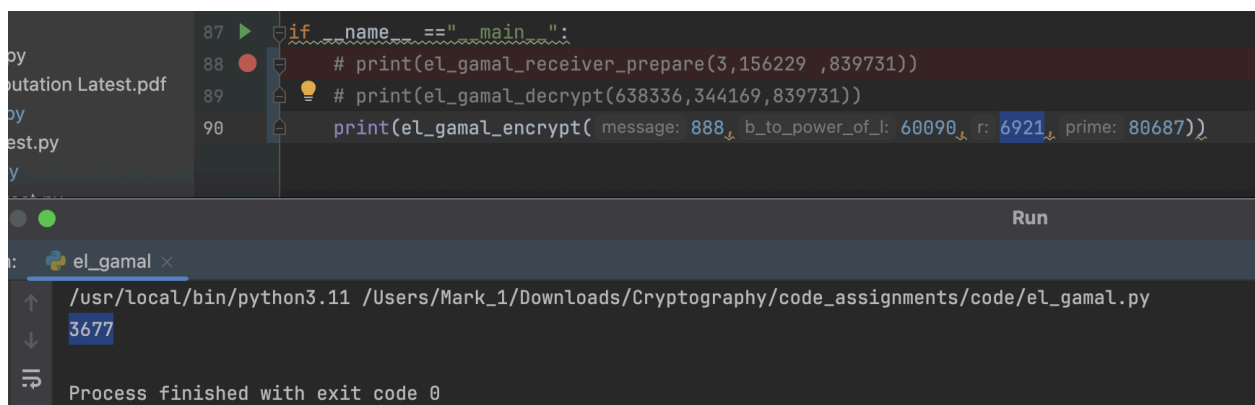 87 if __name__ =="__main__":
py
88 # print(el_gamal_receiver_prepare(3,156229 ,839731))
putation Latest.pdf
89 # print(el_gamal_decrypt(638336,344169,839731))
py
90 print(el_gamal_encrypt( message: 888, b_to_power_of_l: 60090, r: 6921, prime: 80687))
est.py
y
Run
el_gamal
/usr/local/bin/python3.11 /Users/Mark_1/Downloads/Cryptography/code_assignments/code/el_gamal.py
3677
Process finished with exit code 0